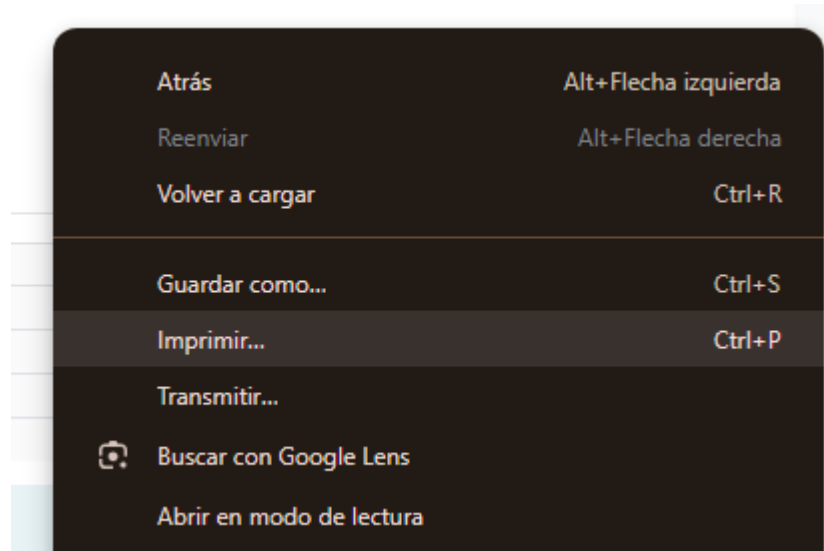 Atrás Alt+Flecha izquierda
Reenviar Alt+Flecha derecha
Volver a cargar Ctrl+R
Guardar como... Ctrl+S
Imprimir... Ctrl+P
Transmitir...
Buscar con Google Lens
Abrir en modo de lectura